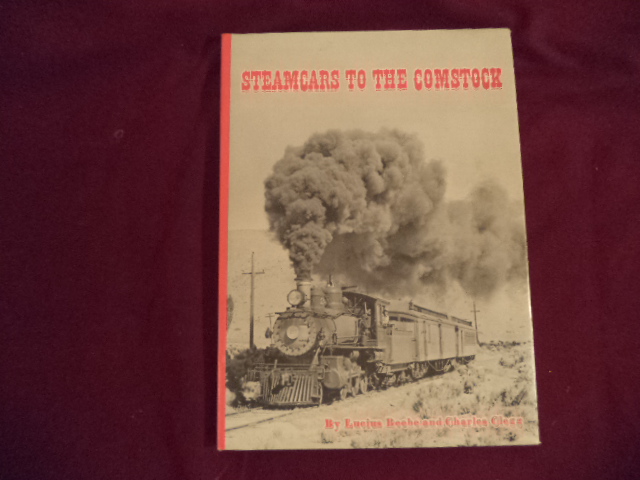 STEAMCARS TO THE COMSTOCK
By Lucius Beebe and Charles Clegg